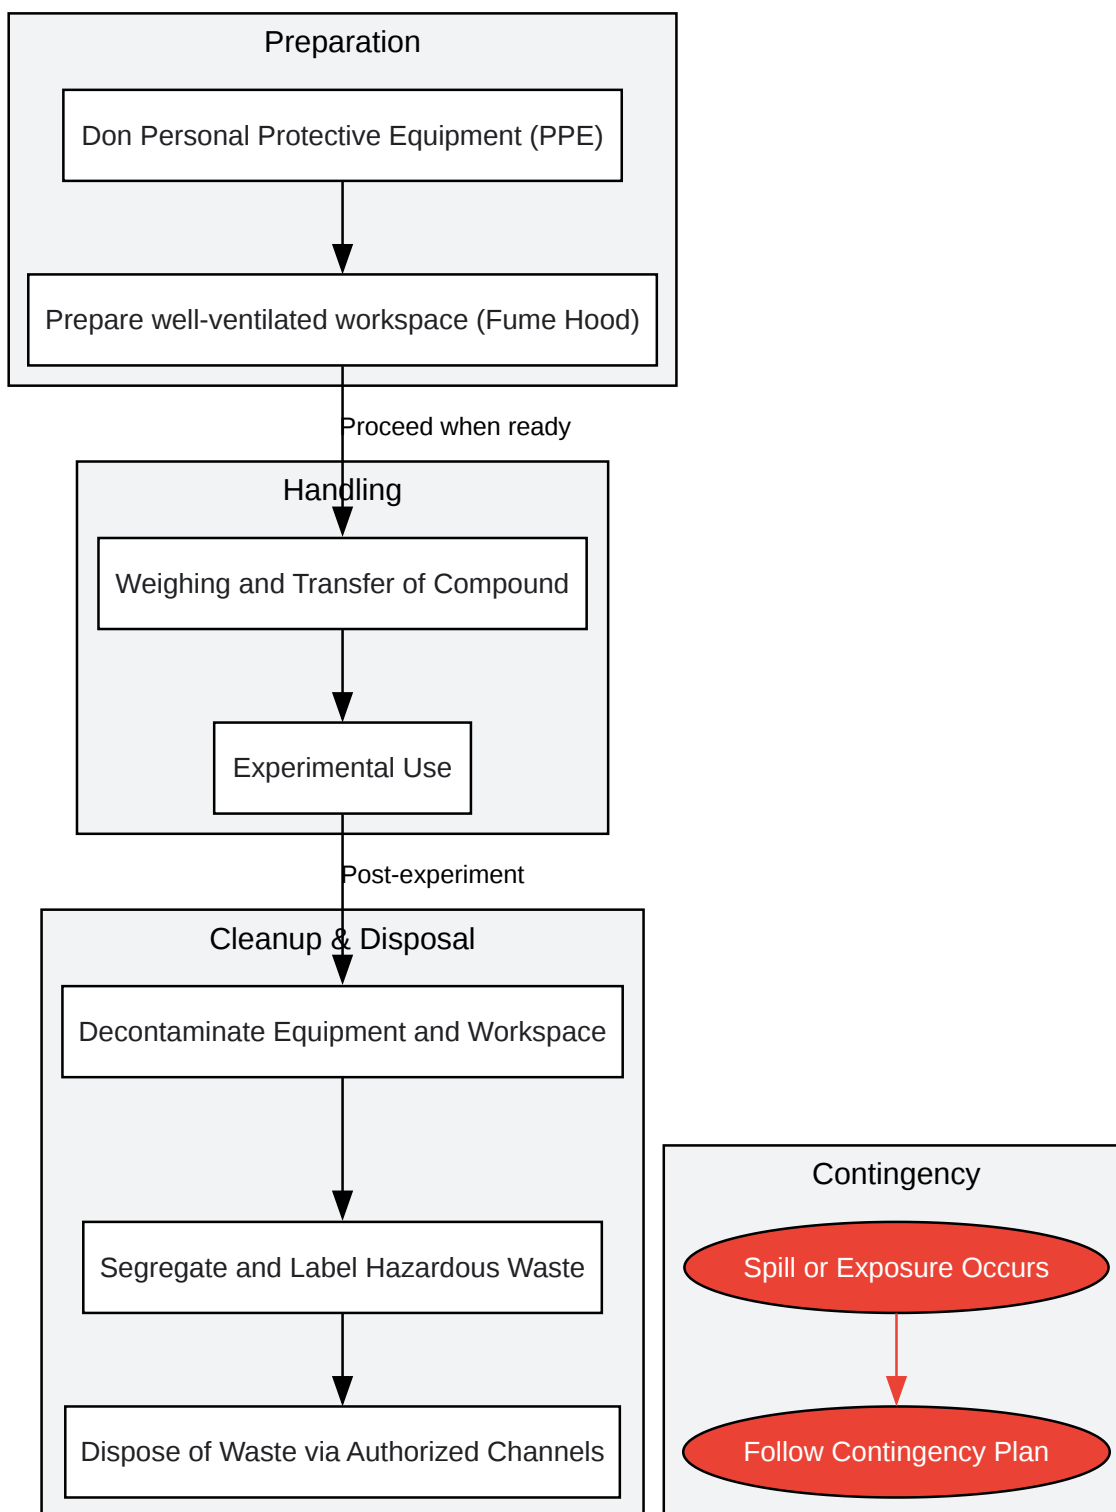 Preparation
Don Personal Protective Equipment (PPE)
Prepare well-ventilated workspace (Fume Hood)
Proceed when ready
Handling
Weighing and Transfer of Compound
Experimental Use
Post-experiment
Cleanup & Disposal
Decontaminate Equipment and Workspace
Segregate and Label Hazardous Waste
Dispose of Waste via Authorized Channels
Contingency
Spill or Exposure Occurs
Follow Contingency Plan